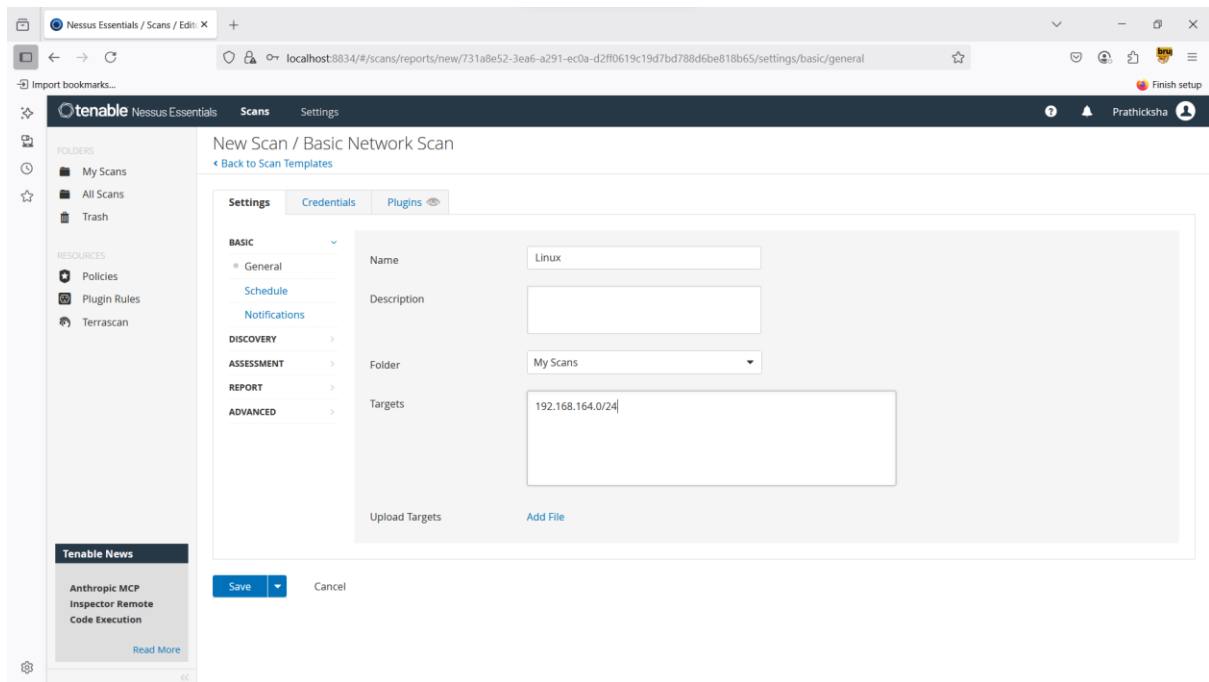 Nessus Essentials / Scans / Edit
localhost:8834/#/scans/reports/new/731a8e52-3ea6-a291-ec0a-d2ff0619c19d7bd788d6be818b65/settings/basic/general
bruj
Import bookmarks...
Finish setup
tenable Nessus Essentials Scans Settings
Prathicksha
FOLDERS
My Scans
All Scans
Trash
RESOURCES
Policies
Plugin Rules
Terrascan
Tenable News
Anthropic MCP
Inspector Remote
Code Execution
Read More
New Scan / Basic Network Scan
Back to Scan Templates
Settings Credentials Plugins
BASIC
General
Schedule
Notifications
DISCOVERY
ASSESSMENT
REPORT
ADVANCED
Name Linux
Description
Folder My Scans
Targets 192.168.164.0/24
Upload Targets Add File
Save Cancel